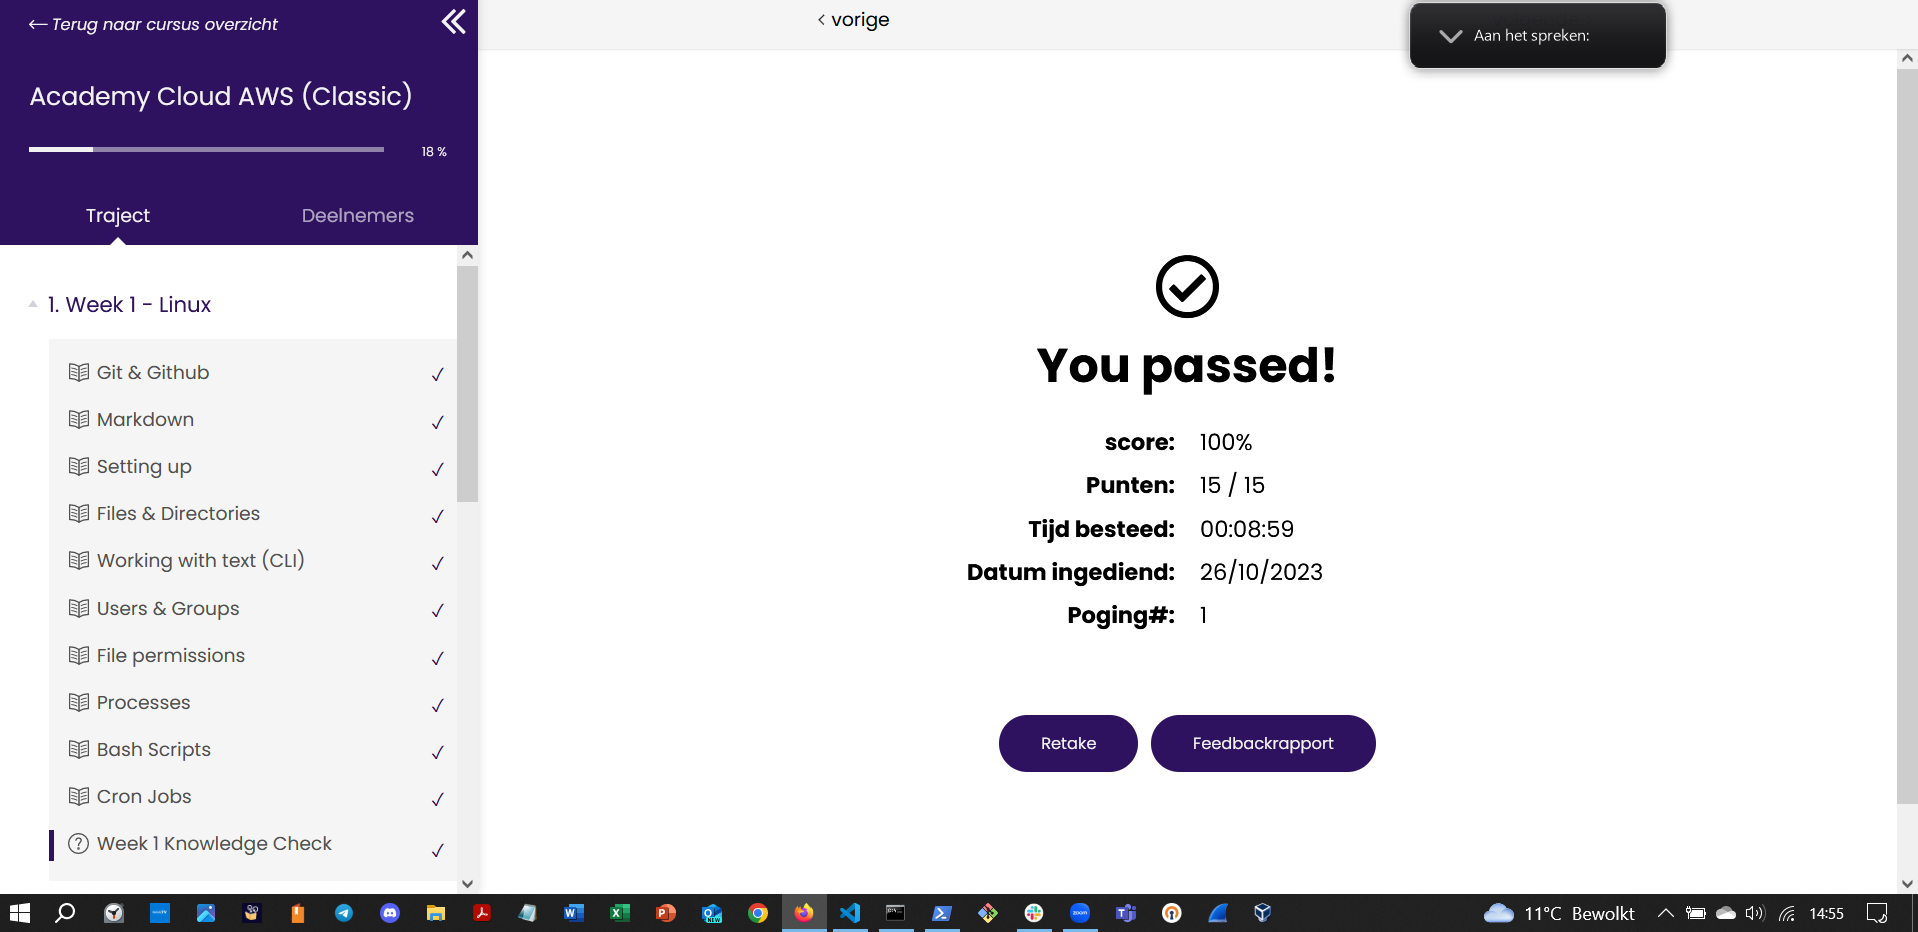 ← Terug naar cursus overzicht
Academy Cloud AWS (Classic)
18 %
Traject
Deelnemers
1. Week 1 - Linux
Git & Github
Markdown
Setting up
Files & Directories
Working with text (CLI)
Users & Groups
File permissions
Processes
Bash Scripts
Cron Jobs
Week 1 Knowledge Check
< vorige
Aan het spreken:
You passed!
score: 100%
Punten: 15 / 15
Tijd besteed: 00:08:59
Datum ingediend: 26/10/2023
Poging#: 1
Retake
Feedbackrapport
11°C Bewolkt
14:55